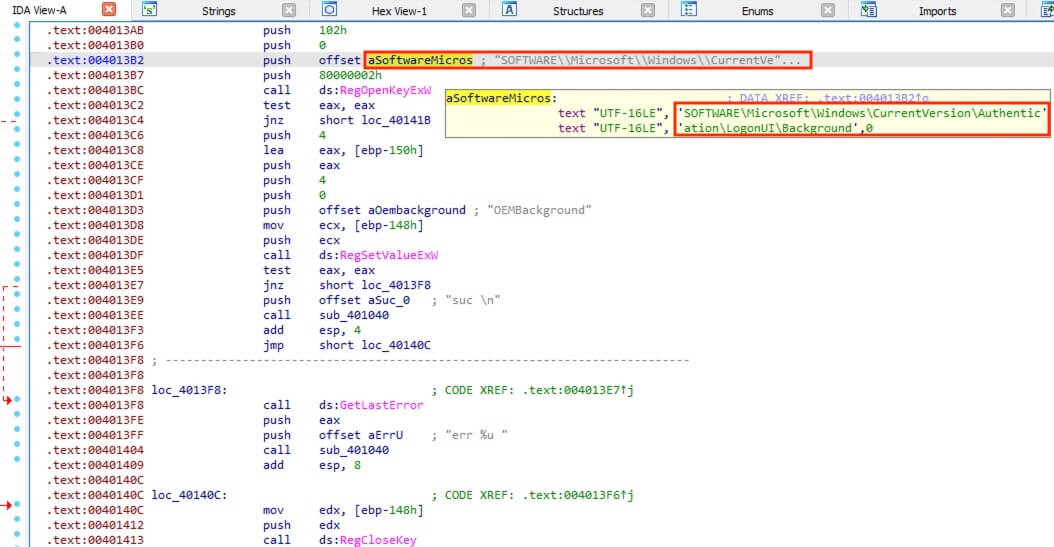 IDA View-A Strings Hex View-1 Structures Enums Imports
.text:004013AB push 102h
.text:004013B0 push 0
.text:004013B2 push offset aSoftwareMicros ; "SOFTWARE\\Microsoft\\Windows\\CurrentVe"...
.text:004013B7 push 80000002h
.text:004013BC call ds:RegOpenKeyExW
.text:004013C2 test eax, eax
.text:004013C4 jnz short loc_40141B
.text:004013C6 push 4
.text:004013C8 lea eax, [ebp-150h]
.text:004013CE push eax
.text:004013CF push 4
.text:004013D1 push 0
.text:004013D3 push offset aOembackground ; "OEMBackground"
.text:004013D8 mov ecx, [ebp-148h]
.text:004013DE push ecx
.text:004013DF call ds:RegSetValueExW
.text:004013E5 test eax, eax
.text:004013E7 jnz short loc_4013F8
.text:004013E9 push offset aSuc_0 ; "suc \n"
.text:004013EE call sub_401040
.text:004013F3 add esp, 4
.text:004013F6 jmp short loc_40140C
.text:004013F8 ; ---------------------------------------------------------------------------
.text:004013F8
.text:004013F8 loc_4013F8: ; CODE XREF: .text:004013E7↑j
.text:004013F8 call ds:GetLastError
.text:004013FE push eax
.text:004013FF push offset aErrU ; "err %u "
.text:00401404 call sub_401040
.text:00401409 add esp, 8
.text:0040140C
.text:0040140C loc_40140C: ; CODE XREF: .text:004013F6↑j
.text:0040140C mov edx, [ebp-148h]
.text:00401412 push edx
.text:00401413 call ds:RegCloseKey
aSoftwareMicros: ; DATA XREF: .text:004013B2↑o
text "UTF-16LE", 'SOFTWARE\Microsoft\Windows\CurrentVersion\Authentic'
text "UTF-16LE", 'ation\LogonUI\Background',0